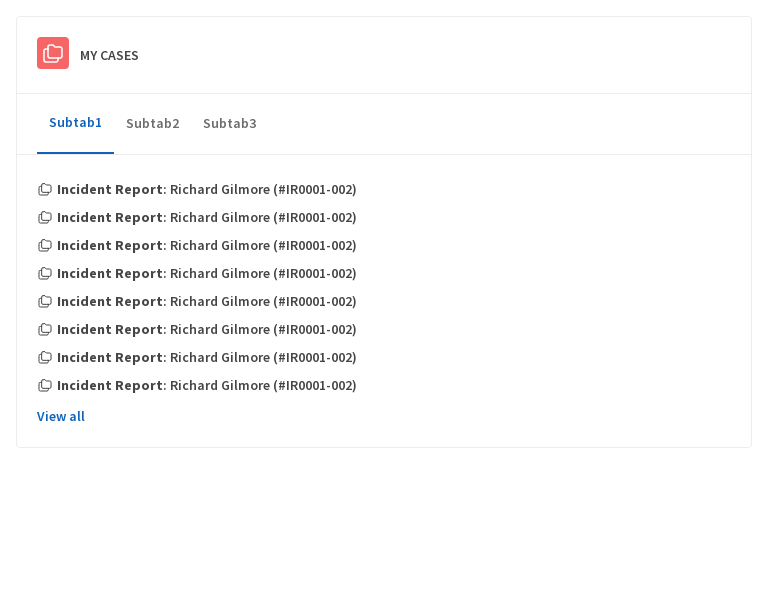 MY CASES
Subtab1 Subtab2 Subtab3
Incident Report: Richard Gilmore (#IR0001-002)
Incident Report: Richard Gilmore (#IR0001-002)
Incident Report: Richard Gilmore (#IR0001-002)
Incident Report: Richard Gilmore (#IR0001-002)
Incident Report: Richard Gilmore (#IR0001-002)
Incident Report: Richard Gilmore (#IR0001-002)
Incident Report: Richard Gilmore (#IR0001-002)
Incident Report: Richard Gilmore (#IR0001-002)
View all